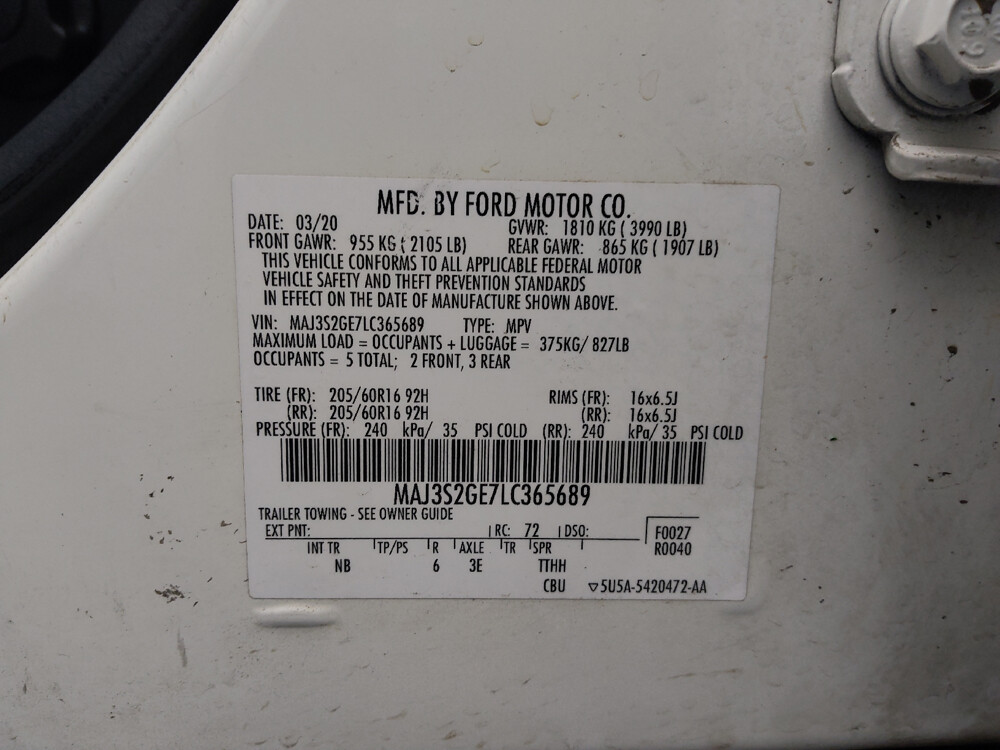 MFD. BY FORD MOTOR CO.
DATE: 03/20 GVWR: 1810 KG ( 3990 LB)
FRONT GAWR: 955 KG ( 2105 LB) REAR GAWR: 865 KG ( 1907 LB)
THIS VEHICLE CONFORMS TO ALL APPLICABLE FEDERAL MOTOR
VEHICLE SAFETY AND THEFT PREVENTION STANDARDS
IN EFFECT ON THE DATE OF MANUFACTURE SHOWN ABOVE.
VIN: MAJ3S2GE7LC365689 TYPE: MPV
MAXIMUM LOAD = OCCUPANTS + LUGGAGE = 375KG/ 827LB
OCCUPANTS = 5 TOTAL; 2 FRONT, 3 REAR
TIRE (FR): 205/60R16 92H RIMS (FR): 16x6.5J
(RR): 205/60R16 92H (RR): 16x6.5J
PRESSURE (FR): 240 kPa/ 35 PSI COLD (RR): 240 kPa/ 35 PSI COLD
MAJ3S2GE7LC365689
TRAILER TOWING - SEE OWNER GUIDE
EXT PNT: RC: 72 DSO: F0027
R0040
INT TR TP/PS R AXLE TR SPR
NB 6 3E TTHH
CBU ▽5U5A-5420472-AA